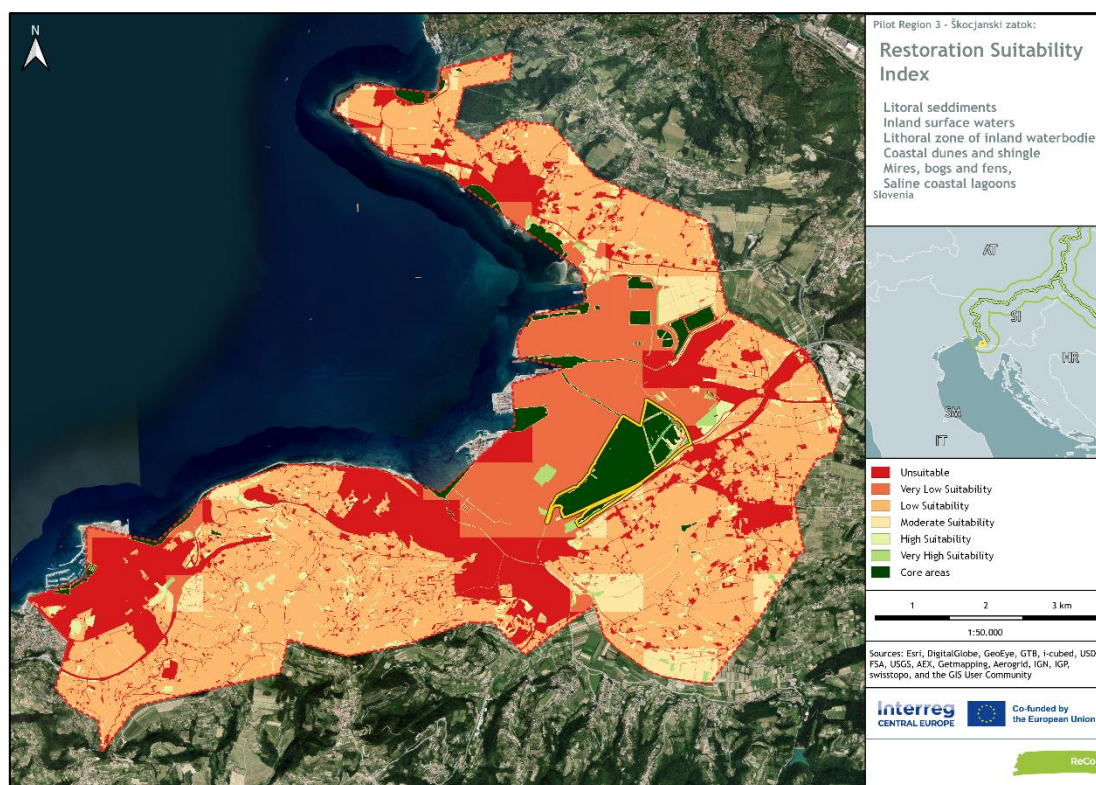 N
Pilot Region 3 - Škocjanski zatok:
Restoration Suitability
Index
Litoral seddiments
Inland surface waters
Lithoral zone of inland waterbodie
Coastal dunes and shingle
Mires, bogs and fens,
Saline coastal lagoons
Slovenia
AT
SI
HR
SM
IT
Unsuitable
Very Low Suitability
Low Suitability
Moderate Suitability
High Suitability
Very High Suitability
Core areas
1 2 3 km
1:50.000
Sources: Esri, DigitalGlobe, GeoEye, GTB, i-cubed, USD
FSA, USGS, AEX, Getmapping, Aerogrid, IGN, IGP,
swisstopo, and the GIS User Community
Interreg
CENTRAL EUROPE
Co-funded by
the European Union
ReCo